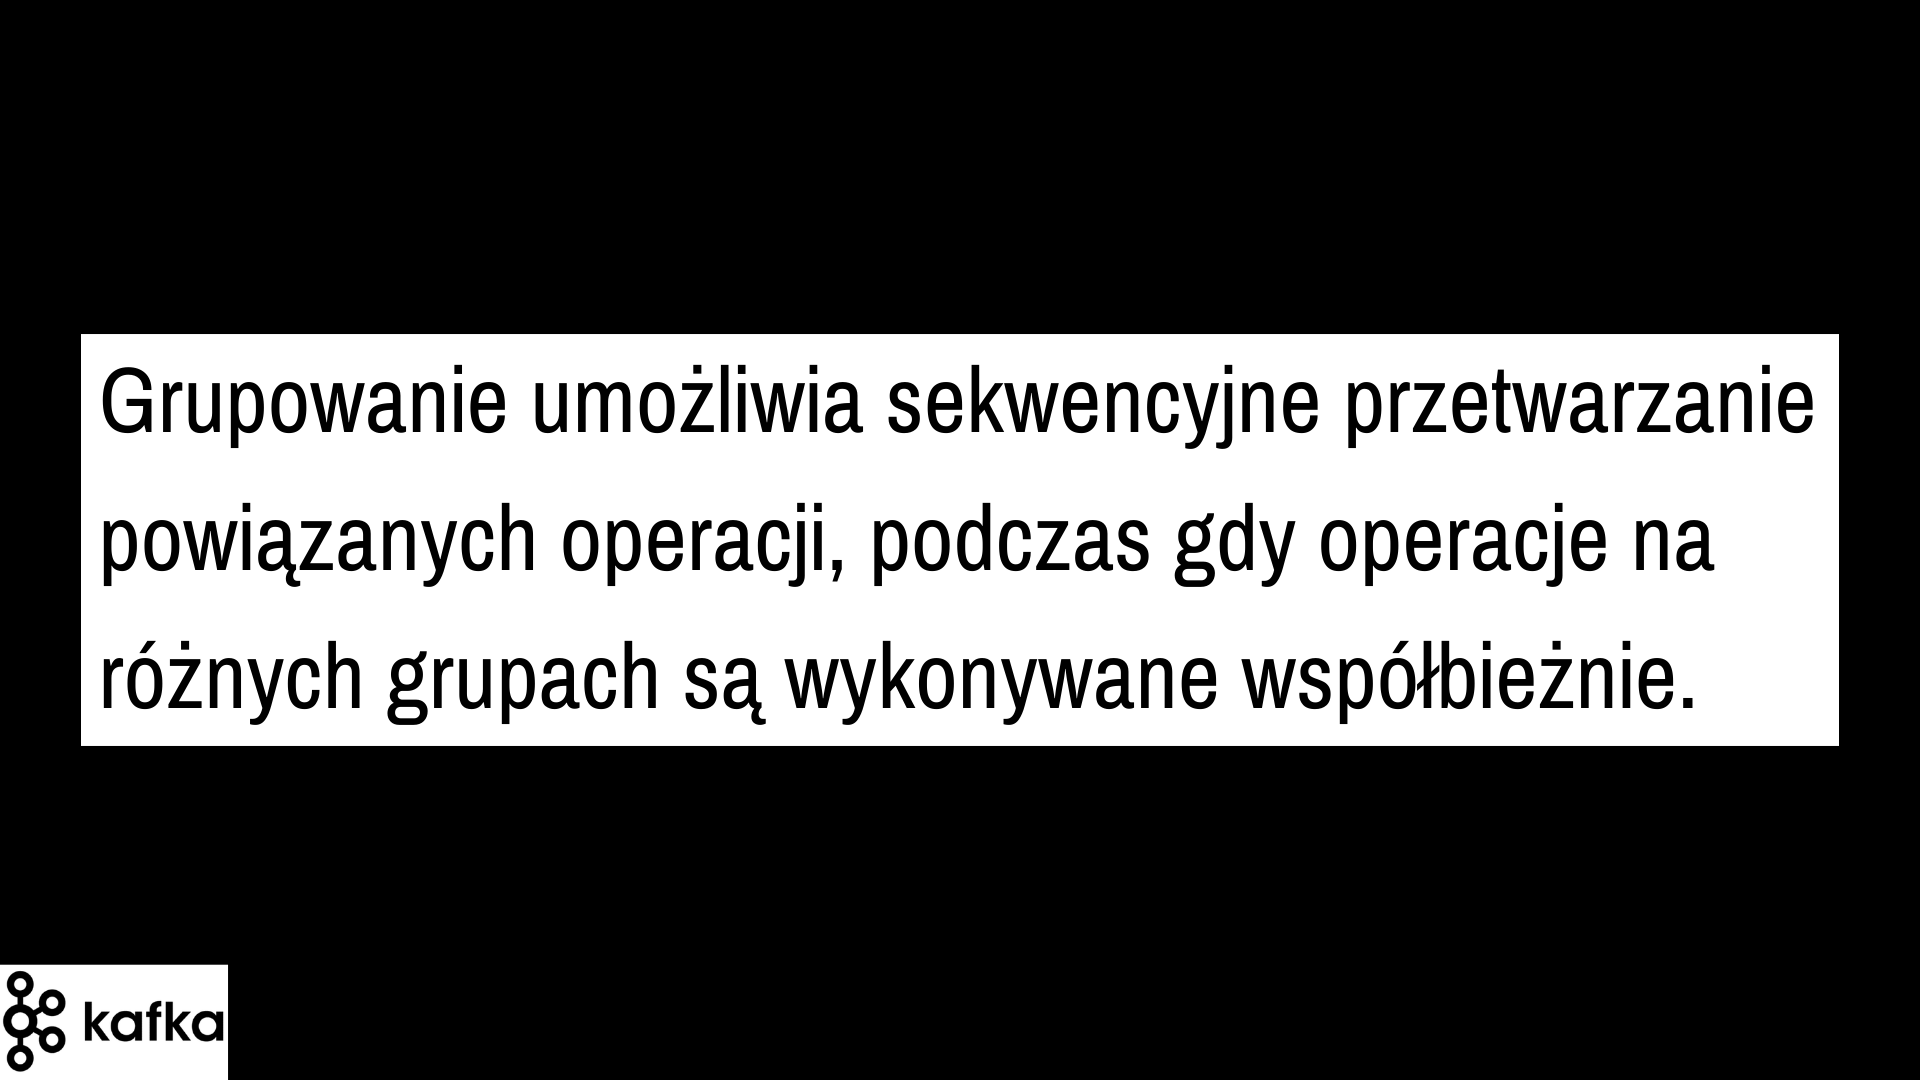 Grupowanie umożliwia sekwencyjne przetwarzanie
powiązanych operacji, podczas gdy operacje na
różnych grupach są wykonywane współbieżnie.
kafka